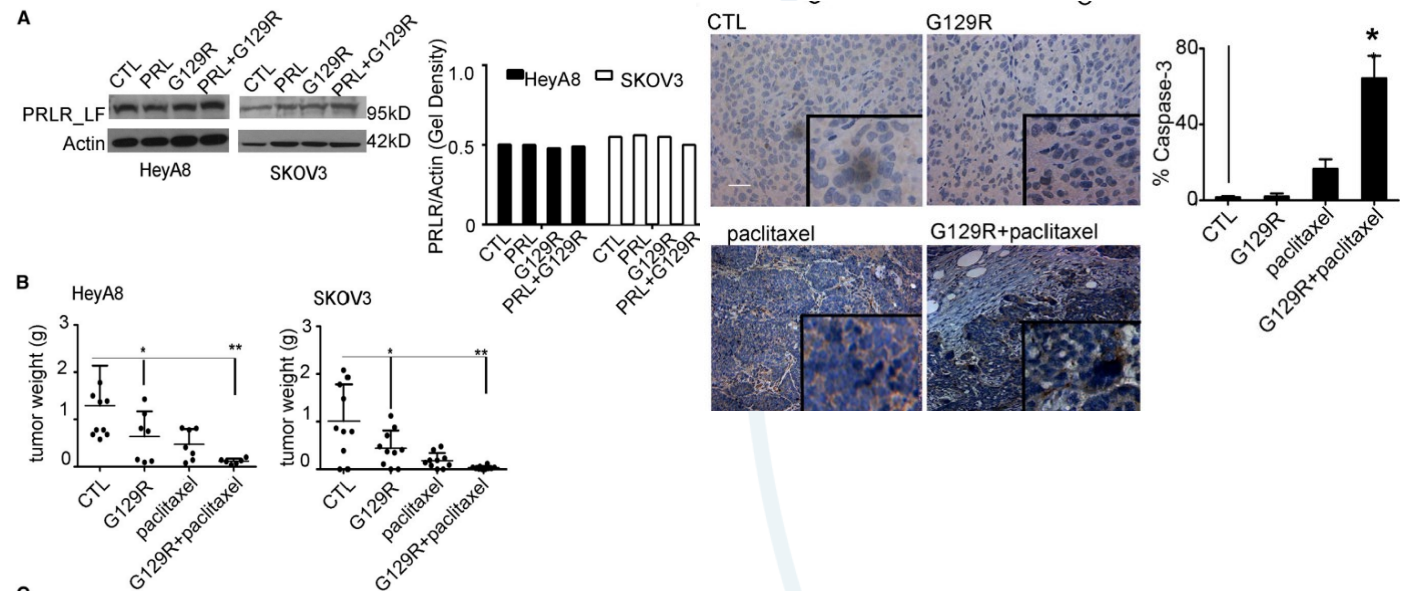 A
CTL
PRL
G129R
PRL+G129R
CTL
PRL
G129R
PRL+G129R
PRLR_LF
95kD
Actin
42kD
HeyA8
SKOV3
PRLR/Actin (Gel Density)
1.0
0.5
0
HeyA8
SKOV3
CTL
PRL
G129R
PRL+G129R
CTL
PRL
G129R
PRL+G129R
CTL
G129R
paclitaxel
G129R+paclitaxel
% Caspase-3
80
40
0
*
CTL
G129R
paclitaxel
G129R+paclitaxel
B
HeyA8
tumor weight (g)
3
2
1
0
*
**
CTL
G129R
paclitaxel
G129R+paclitaxel
SKOV3
tumor weight (g)
3
2
1
0
*
**
CTL
G129R
paclitaxel
G129R+paclitaxel